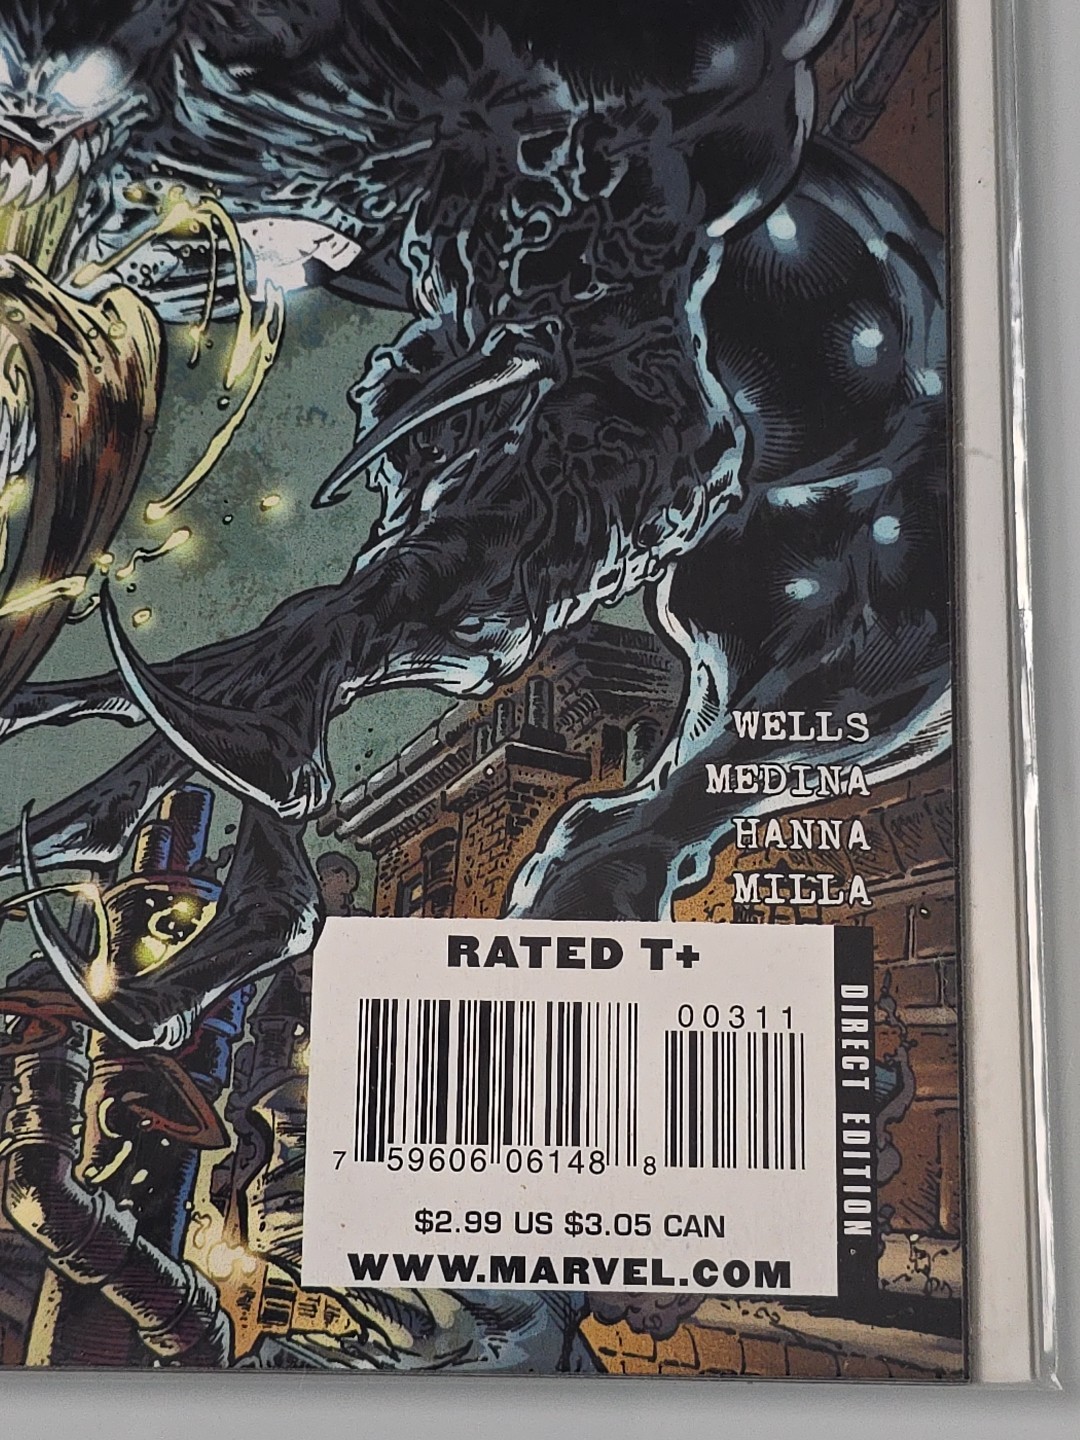 WELLS
MEDINA
HANNA
MILLA
RATED T+
00311
7 59606 06148 8
DIRECT EDITION
$2.99 US $3.05 CAN
WWW.MARVEL.COM